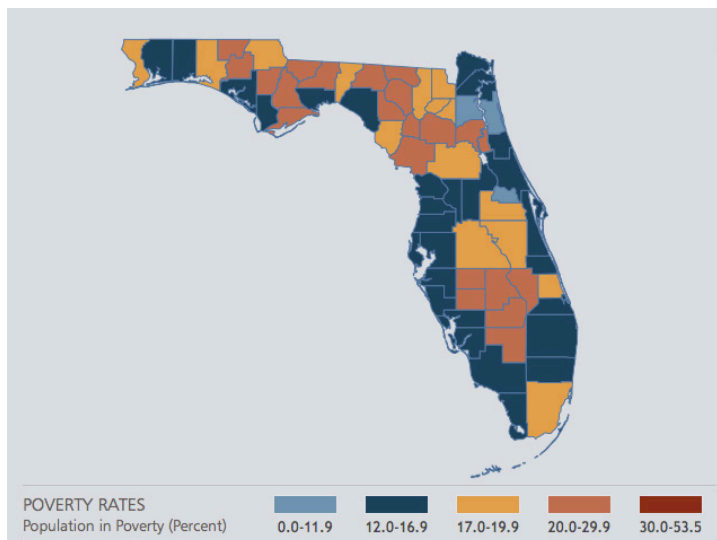 POVERTY RATES
Population in Poverty (Percent)
0.0-11.9
12.0-16.9
17.0-19.9
20.0-29.9
30.0-53.5